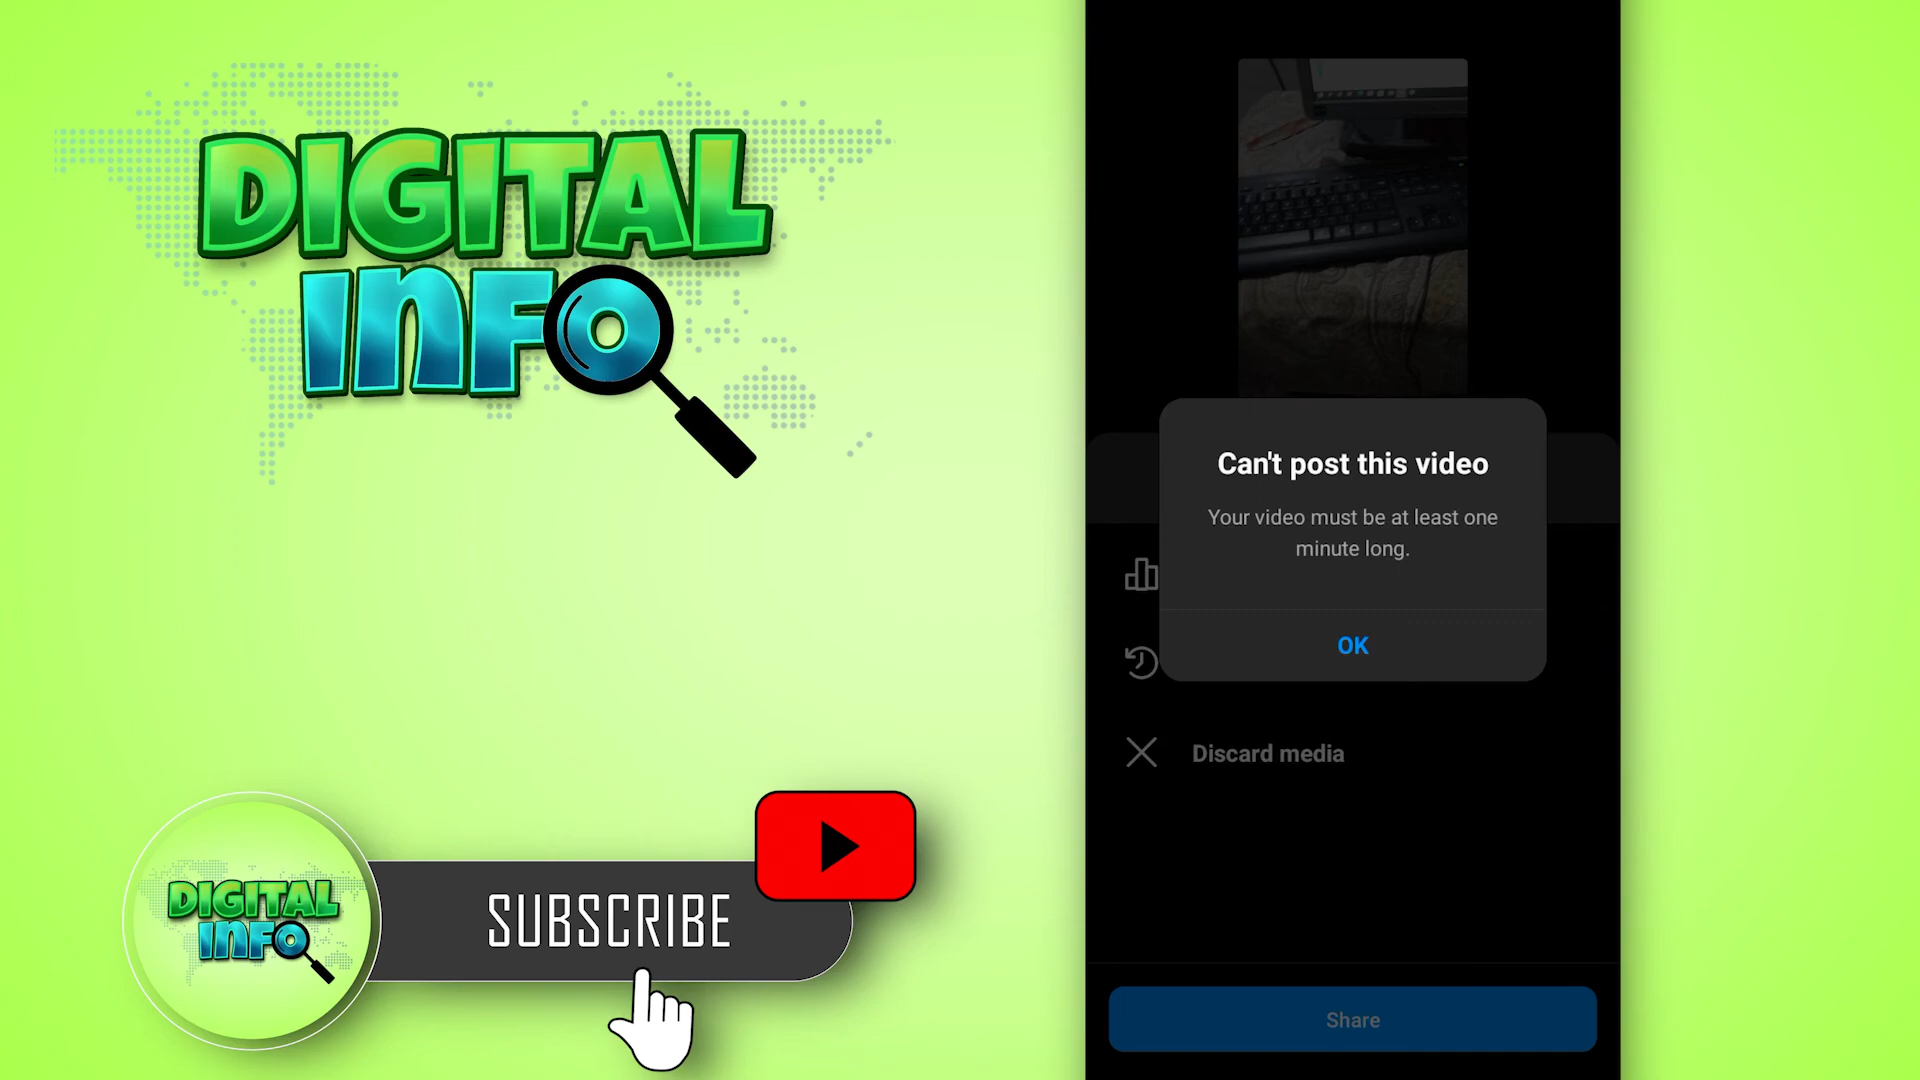 DIGITAL
INFO
DIGITAL
INFO
SUBSCRIBE
Can't post this video
Your video must be at least one
minute long.
OK
Discard media
Share